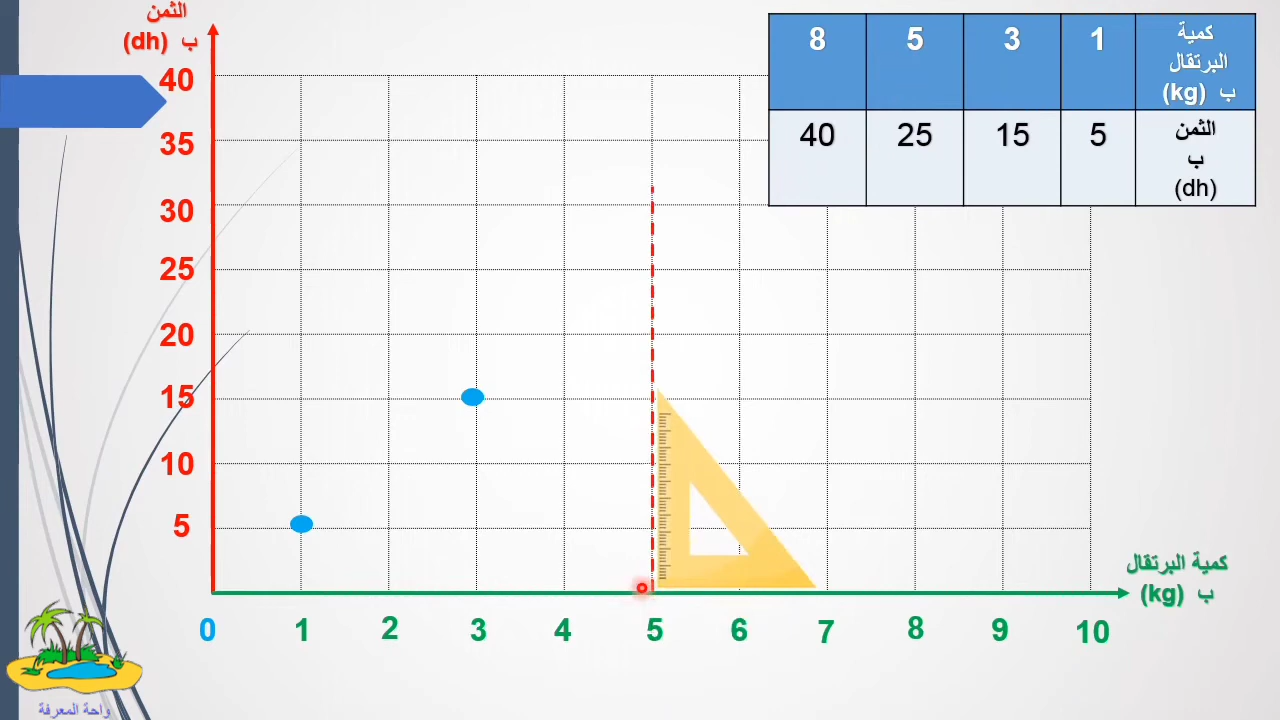 الثمن
ب (dh)
40
35
30
25
20
15
10
5
0
1
2
3
4
5
6
7
8
9
10
كمية البرتقال
ب (kg)
8 5 3 1
كمية
البرتقال
ب (kg)
40 25 15 5
الثمن
ب
(dh)
واحة المعرفة